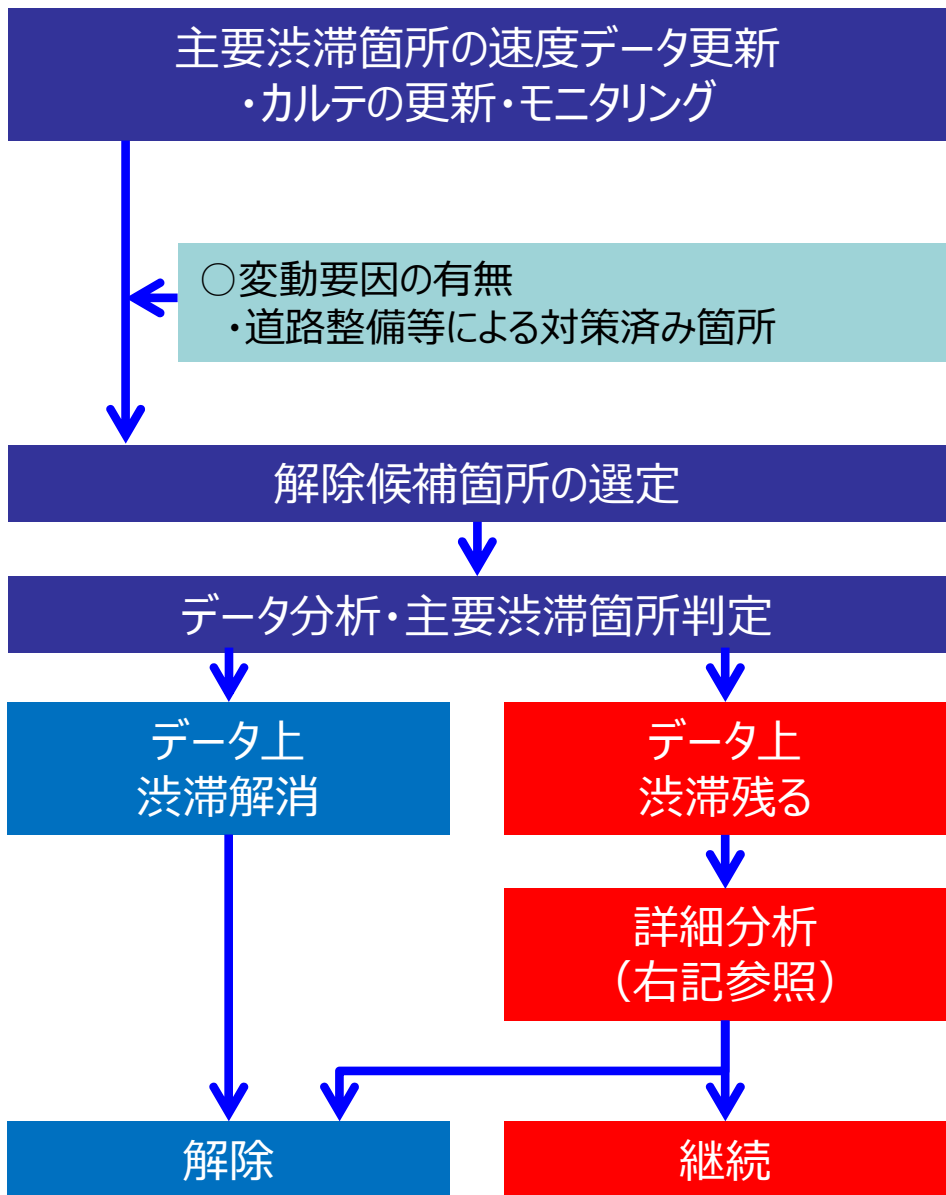 主要渋滞箇所の速度データ更新
・カルテの更新・モニタリング
○変動要因の有無
・道路整備等による対策済み箇所
解除候補箇所の選定
データ分析・主要渋滞箇所判定
データ上
渋滞解消
データ上
渋滞残る
詳細分析
（右記参照）
解除
継続